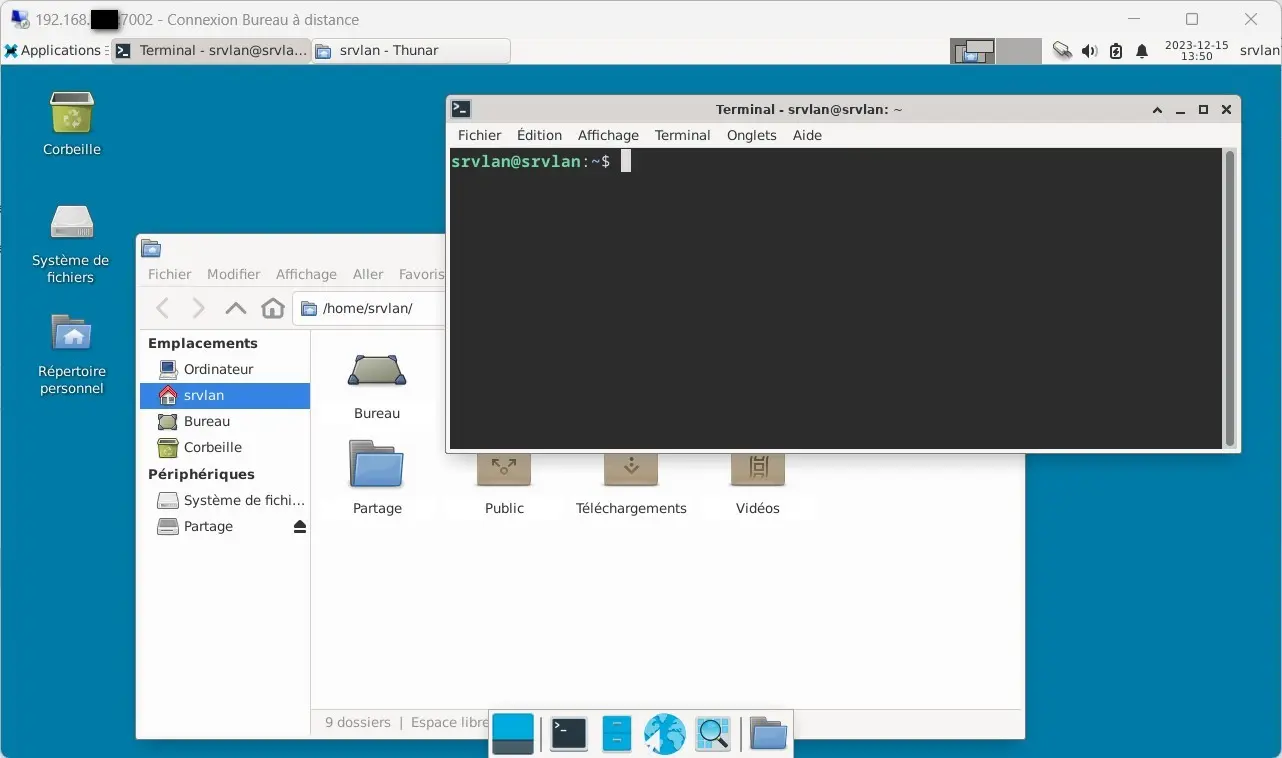 192.168. :7002 - Connexion Bureau à distance
Applications Terminal - srvlan@srvla... srvlan - Thunar 2023-12-15 srvlan
13:50
Corbeille
Système de
fichiers
Répertoire
personnel
Terminal - srvlan@srvlan: ~
Fichier Édition Affichage Terminal Onglets Aide
srvlan@srvlan:~$
Fichier Modifier Affichage Aller Favoris
/home/srvlan/
Emplacements
Ordinateur
srvlan
Bureau
Corbeille
Périphériques
Système de fichi...
Partage
Bureau
Partage Public Téléchargements Vidéos
9 dossiers | Espace libre